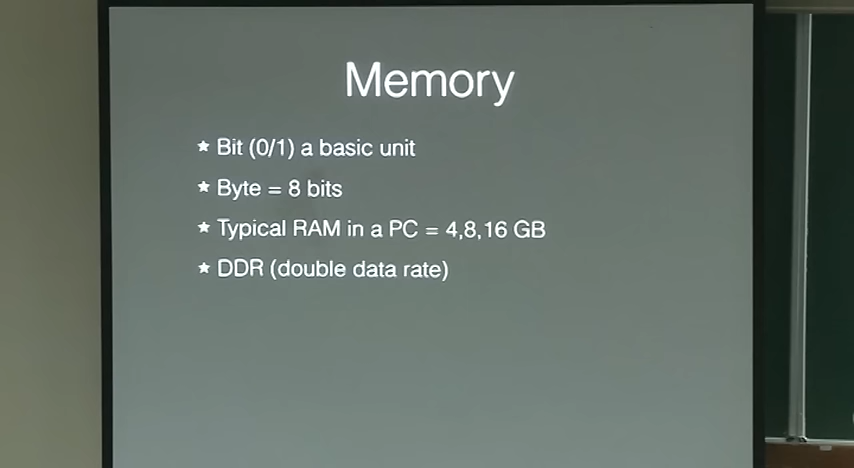 Memory
★ Bit (0/1) a basic unit
★ Byte = 8 bits
★ Typical RAM in a PC = 4,8,16 GB
★ DDR (double data rate)